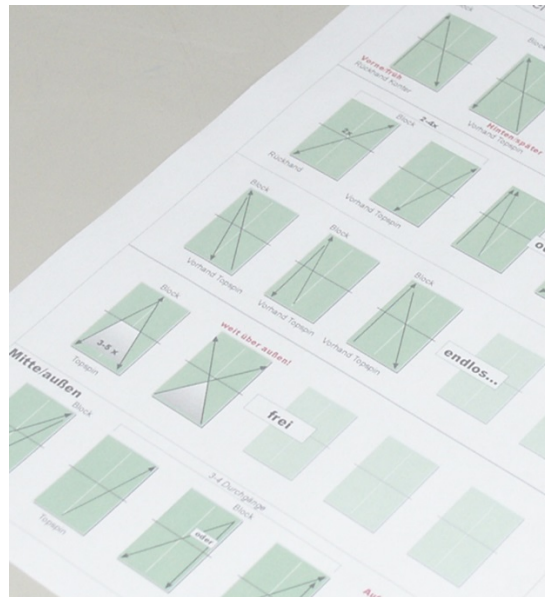 Block
Block
Vorne/früh
Rückhand Konter
Hinten/später
Vorhand Topspin
Block
2-4x
2x
Rückhand
Vorhand Topspin
Block
Vorhand Topspin
Block
Vorhand Topspin
Block
Vorhand Topspin
endlos...
Block
3-5 x
Topspin
weit über außen!
frei
Mitte/außen
Block
Topspin
3-4 Durchgänge
Block
oder